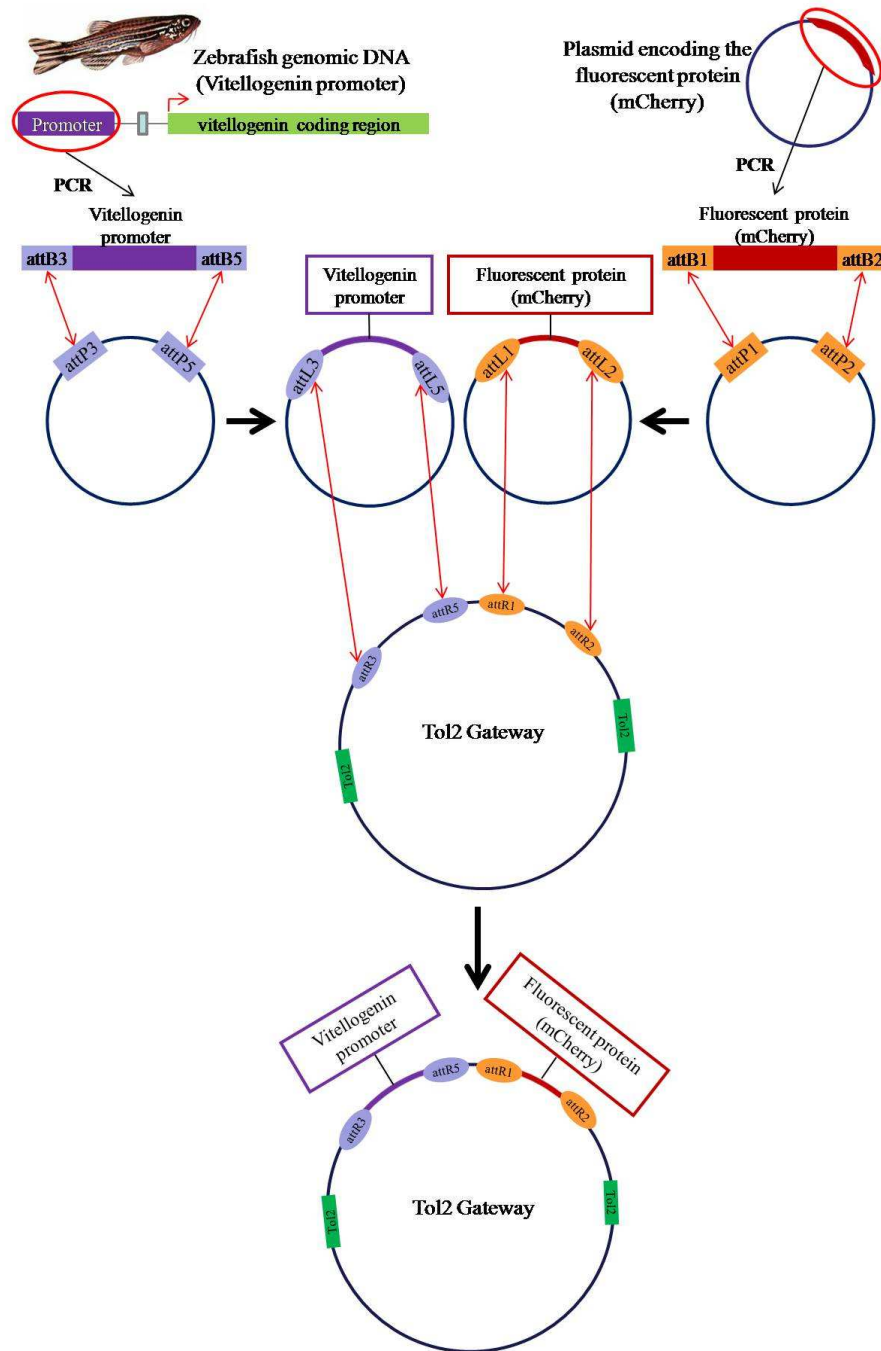 Zebrafish genomic DNA
(Vitellogenin promoter)
Promoter
vitellogenin coding region
PCR
Vitellogenin
promoter
attB3
attB5
attP3
attP5
Plasmid encoding the
fluorescent protein
(mCherry)
PCR
Fluorescent protein
(mCherry)
attB1
attB2
attP1
attP2
Vitellogenin
promoter
Fluorescent protein
(mCherry)
attL3
attL5
attL1
attL2
attR3
attR5
attR1
attR2
Tol2
Tol2
Tol2 Gateway
Vitellogenin
promoter
Fluorescent protein
(mCherry)
attR3
attR5
attR1
attR2
Tol2
Tol2
Tol2 Gateway